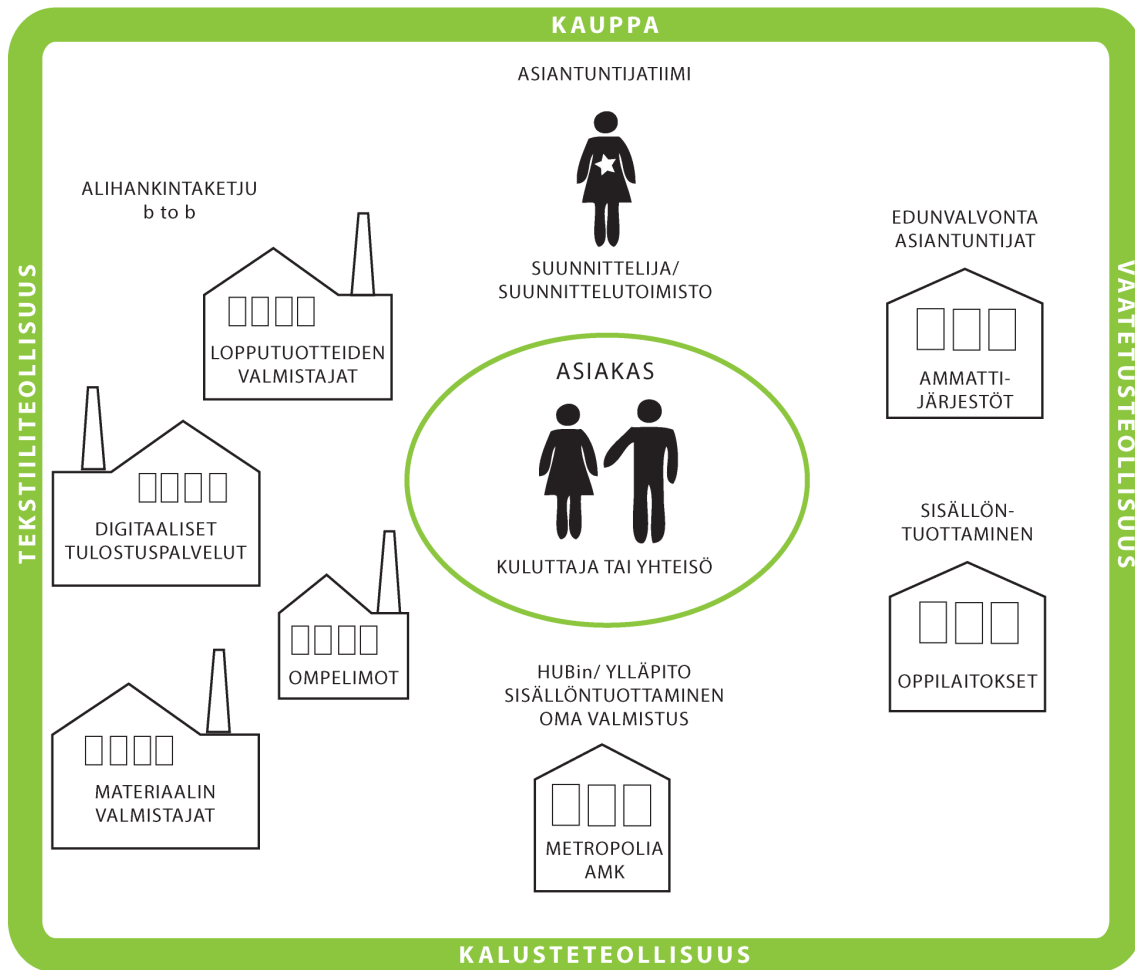 KAUPPA
ASIANTUNTIJATIIMI
ALIHANKINTAKETJU
b to b
SUUNNITTELIJA/
SUUNNITTELUTOIMISTO
EDUNVALVONTA
ASIANTUNTIJAT
LOPPUTUOTTEIDEN
VALMISTAJAT
AMMATTI-
JÄRJESTÖT
ASIAKAS
KULUTTAJA TAI YHTEISÖ
DIGITAALISET
TULOSTUSPALVELUT
SISÄLLÖN-
TUOTTAMINEN
OMPELIMOT
OPPILAITOKSET
HUBin/ YLLÄPITO
SISÄLLÖNTUOTTAMINEN
OMA VALMISTUS
MATERIAALIN
VALMISTAJAT
METROPOLIA
AMK
TEKSTIILITEOLLISUUS
VAATETUSTEOLLISUUS
KALUSTETEOLLISUUS